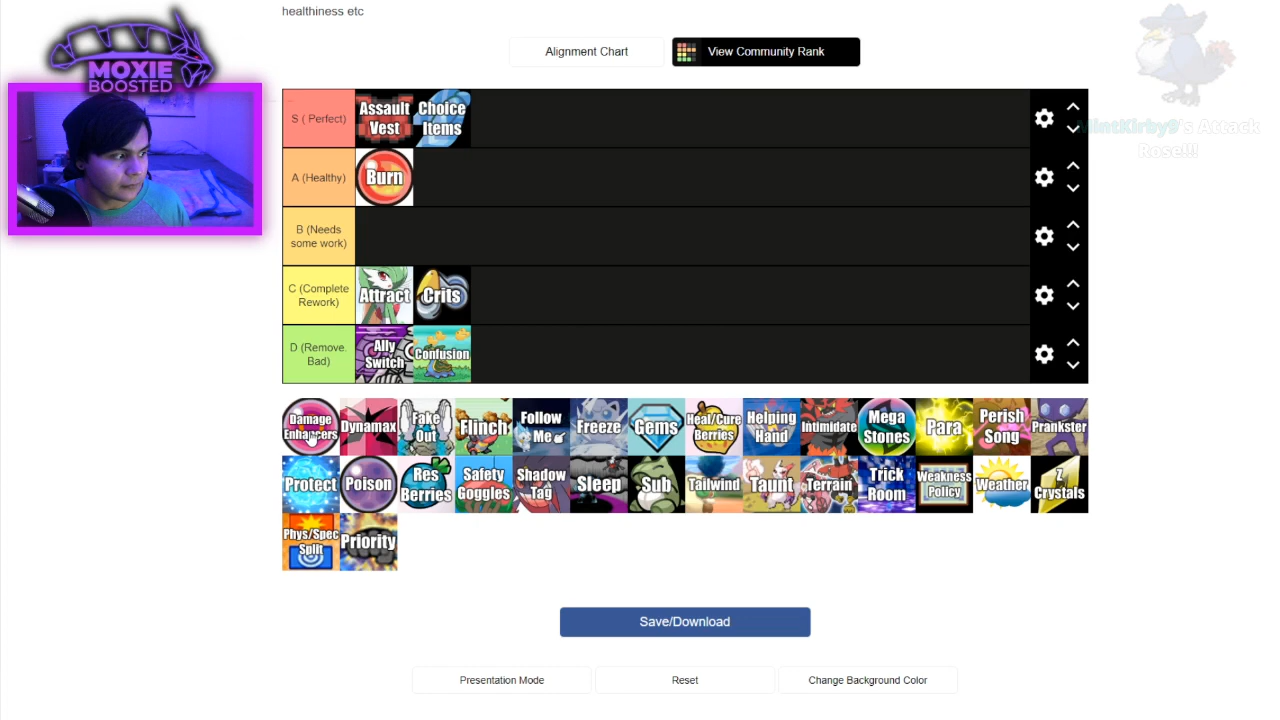 healthiness etc
MOXIE
BOOSTED
Alignment Chart
View Community Rank
MintKirby9's Attack
Rose!!!
S ( Perfect)
Assault
Vest
Choice
Items
A (Healthy)
Burn
B (Needs
some work)
C (Complete
Rework)
Attract
Crits
D (Remove.
Bad)
Ally
Switch
Confusion
Damage
Enhancers
Dynamax
Fake
Out
Flinch
Follow
Me
Freeze
Gems
Heal/Cure
Berries
Helping
Hand
Intimidate
Mega
Stones
Para
Perish
Song
Prankster
Protect
Poison
Res
Berries
Safety
Goggles
Shadow
Tag
Sleep
Sub
Tailwind
Taunt
Terrain
Trick
Room
Weakness
Policy
Weather
Z
Crystals
Phys/Spec
Split
Priority
Save/Download
Presentation Mode
Reset
Change Background Color